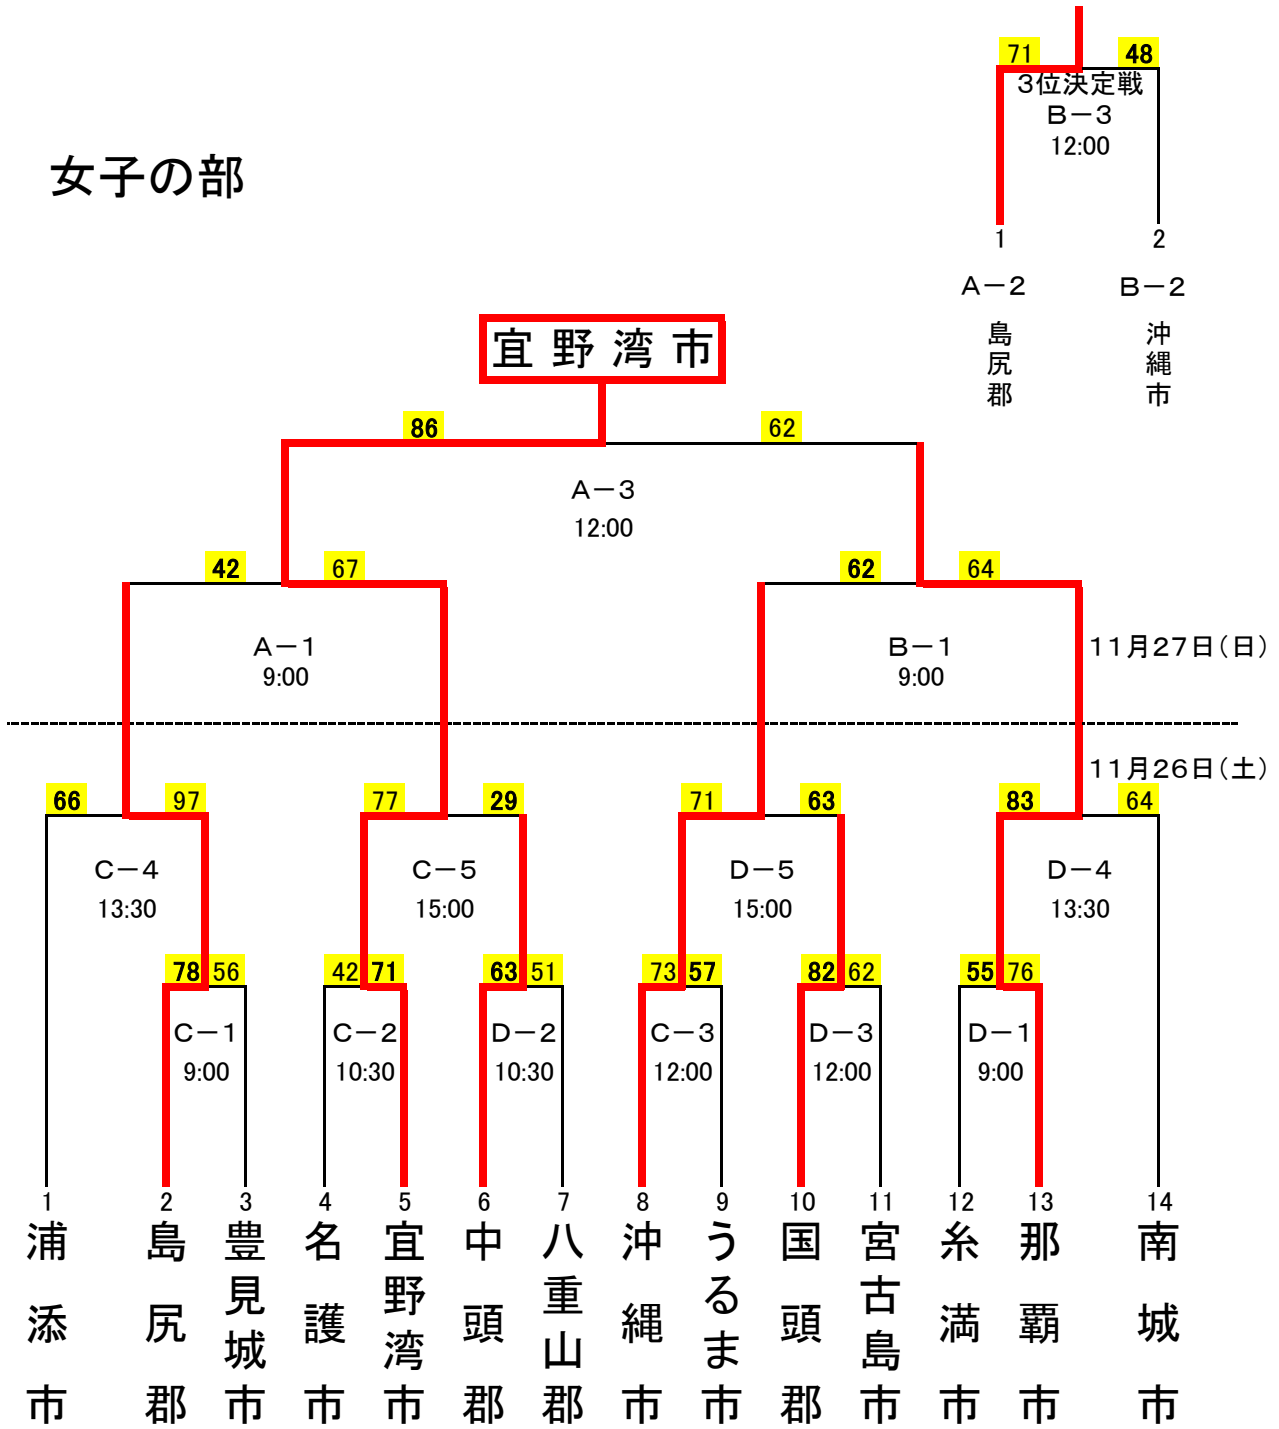 71 48
3位決定戦
B-3
12:00
女子の部
1 2
A-2 B-2
島尻郡 沖縄市
宜野湾市
86 62
A-3
12:00
42 67 62 64
A-1 B-1 11月27日(日)
9:00 9:00
11月26日(土)
66 97 77 29 71 63 83 64
C-4 C-5 D-5 D-4
13:30 15:00 15:00 13:30
78 56 42 71 63 51 73 57 82 62 55 76
C-1 C-2 D-2 C-3 D-3 D-1
9:00 10:30 10:30 12:00 12:00 9:00
1 2 3 4 5 6 7 8 9 10 11 12 13 14
浦添市 島尻郡 豊見城市 名護市 宜野湾市 中頭郡 八重山郡 沖縄市 うるま市 国頭郡 宮古島市 糸満市 那覇市 南城市